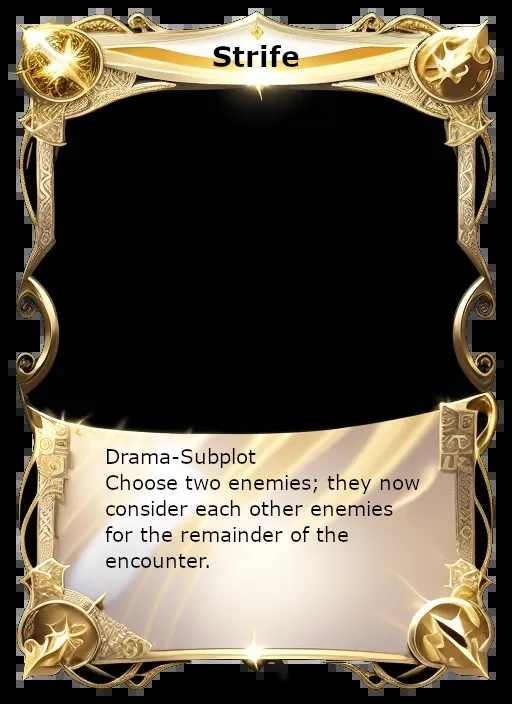 Strife
Drama-Subplot
Choose two enemies; they now
consider each other enemies
for the remainder of the
encounter.